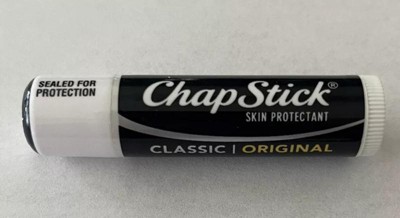 SEALED FOR
PROTECTION
ChapStick®
SKIN PROTECTANT
CLASSIC | ORIGINAL